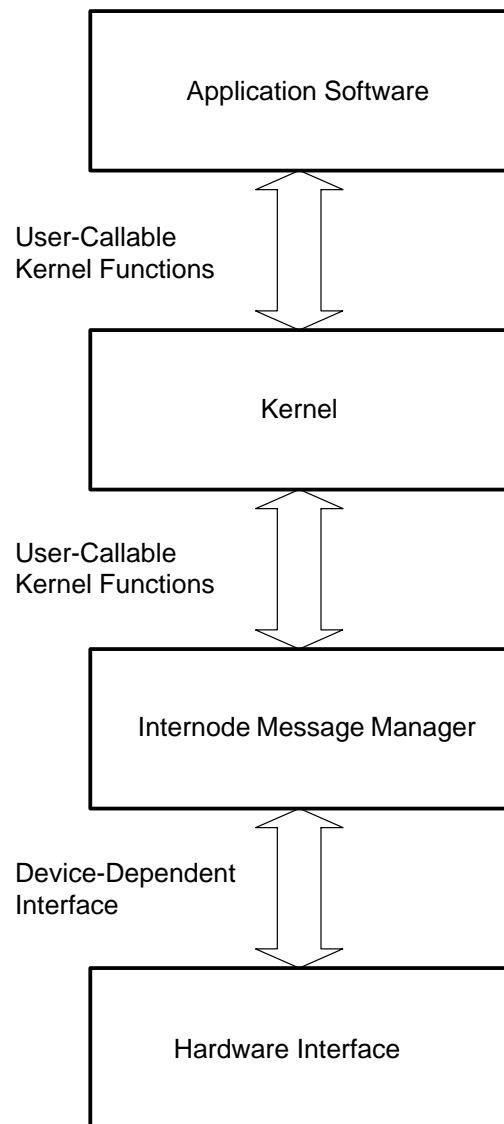 Application Software
User-Callable
Kernel Functions
Kernel
User-Callable
Kernel Functions
Internode Message Manager
Device-Dependent
Interface
Hardware Interface